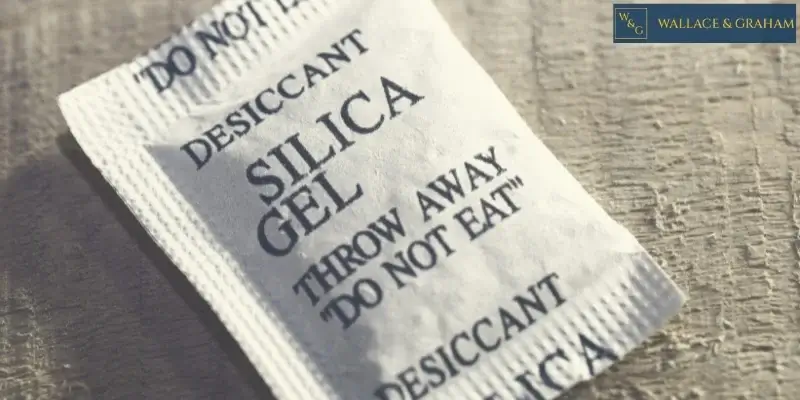 W&G
WALLACE & GRAHAM
"DO NOT
DESICCANT
SILICA
GEL
THROW AWAY
"DO NOT EAT"
DESICCANT